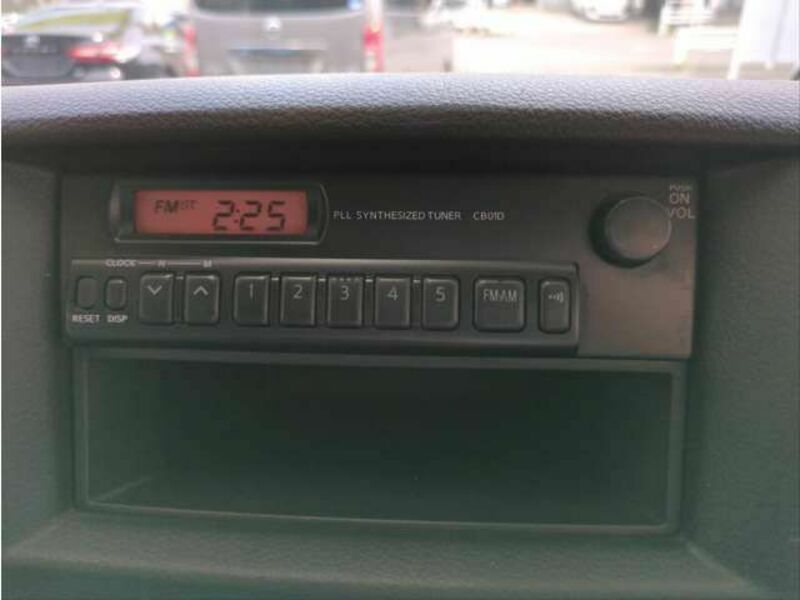 FM ST 2:25
PLL SYNTHESIZED TUNER CB01D
PUSH
ON
VOL
CLOCK H M
1 2 3 4 5 FM/AM
RESET DISP